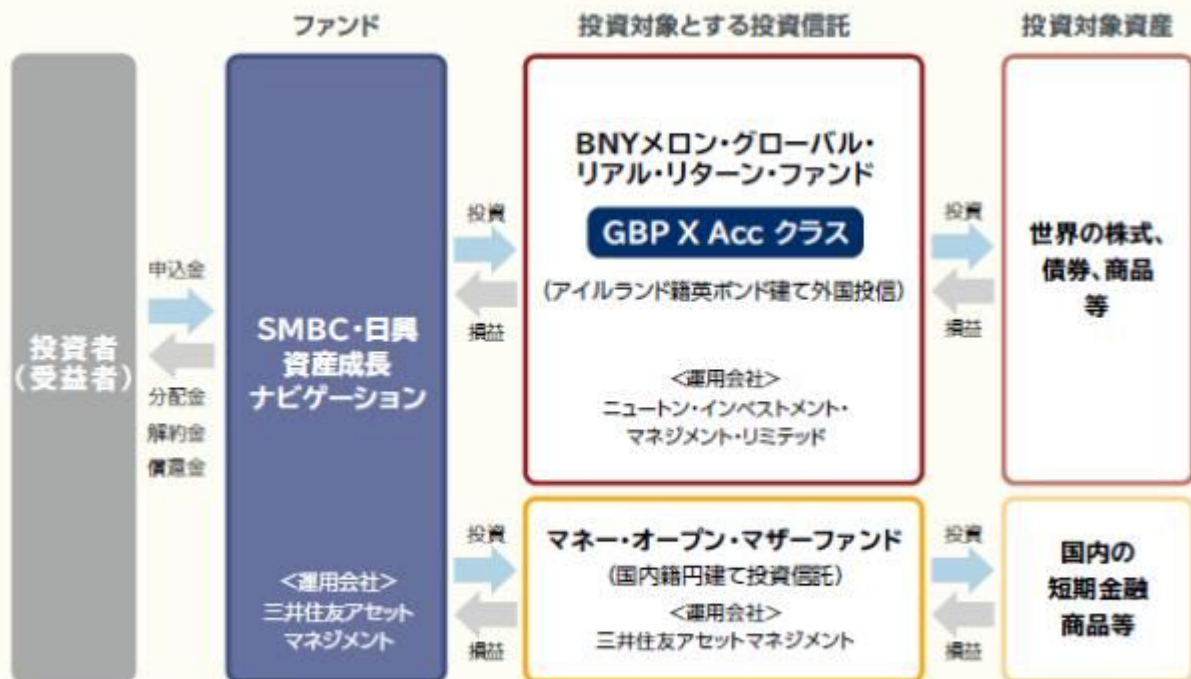 ファンド
投資対象とする投資信託
投資対象資産
投資者
(受益者)
申込金
分配金
解約金
償還金
SMBC・日興
資産成長
ナビゲーション
<運用会社>
三井住友アセット
マネジメント
投資
損益
BNYメロン・グローバル・
リアル・リターン・ファンド
GBP X Acc クラス
(アイルランド籍英ポンド建て外国投信)
<運用会社>
ニュートン・インベストメント・
マネジメント・リミテッド
投資
損益
世界の株式、
債券、商品
等
投資
損益
マネー・オープン・マザーファンド
(国内籍円建て投資信託)
<運用会社>
三井住友アセットマネジメント
投資
損益
国内の
短期金融
商品等